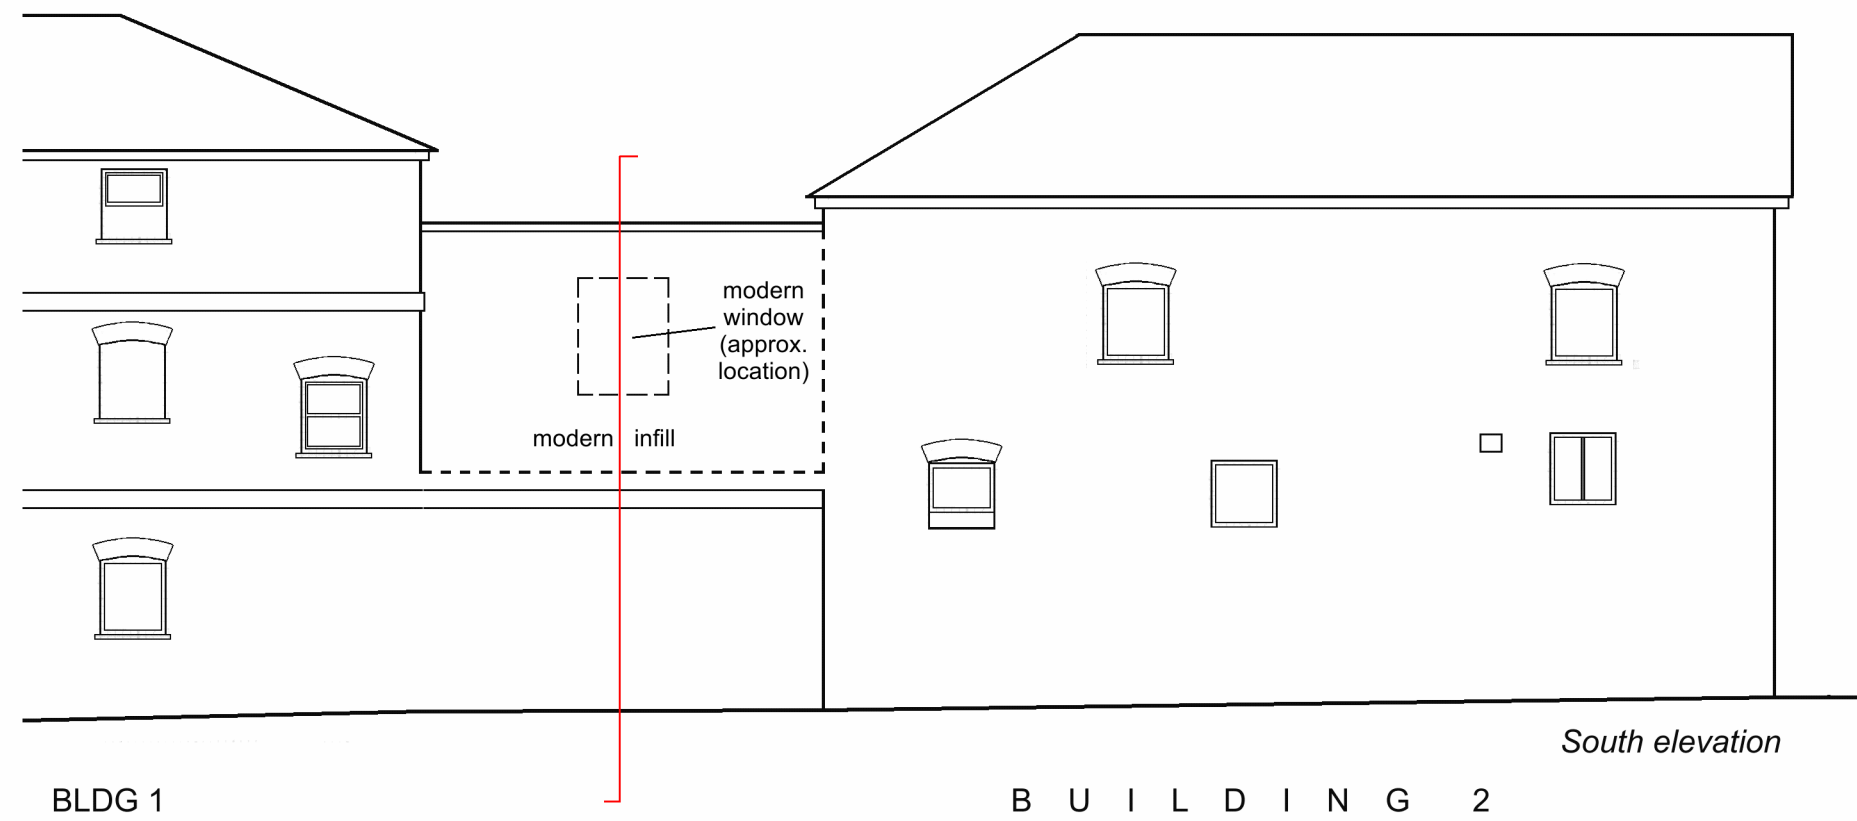 modern
window
(approx.
location)
modern infill
South elevation
BLDG 1
B U I L D I N G 2